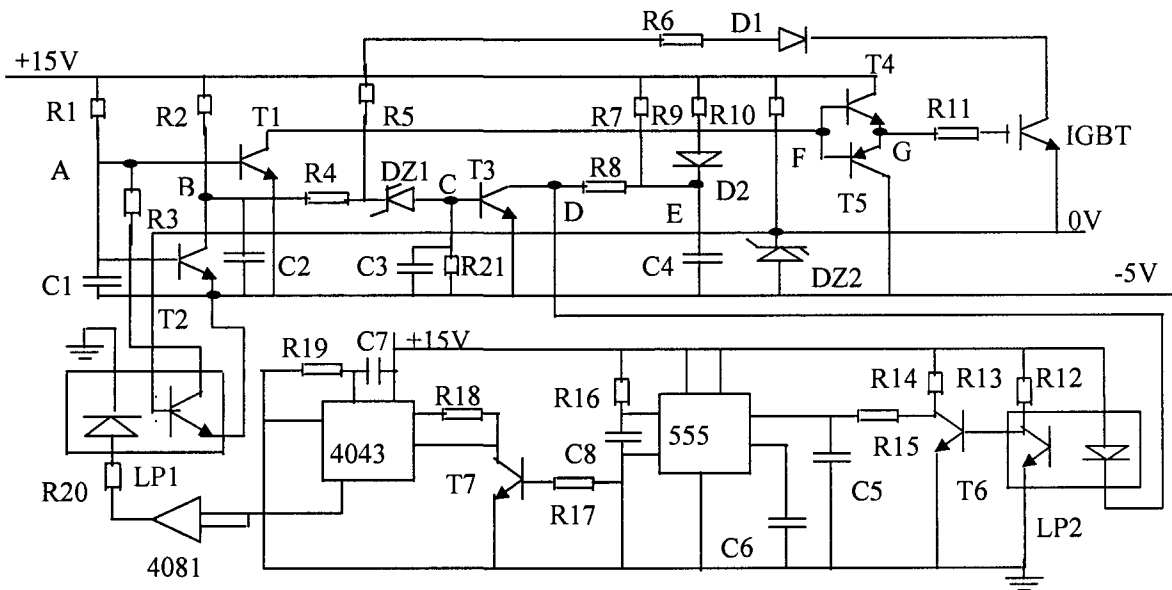 R6 D1
+15V T4
R1 R2 T1 R5 R7 R9 R10 R11 IGBT
A F G
B R4 DZ1 C T3 R8 D2 T5
R3 D E
0V
C1 C2 C3 R21 C4 DZ2 -5V
T2
R19 C7 +15V
R18 R16 R14 R13 R12
4043 555
LP1 T7 C8 R15
R20 R17 C5 T6
4081 C6 LP2